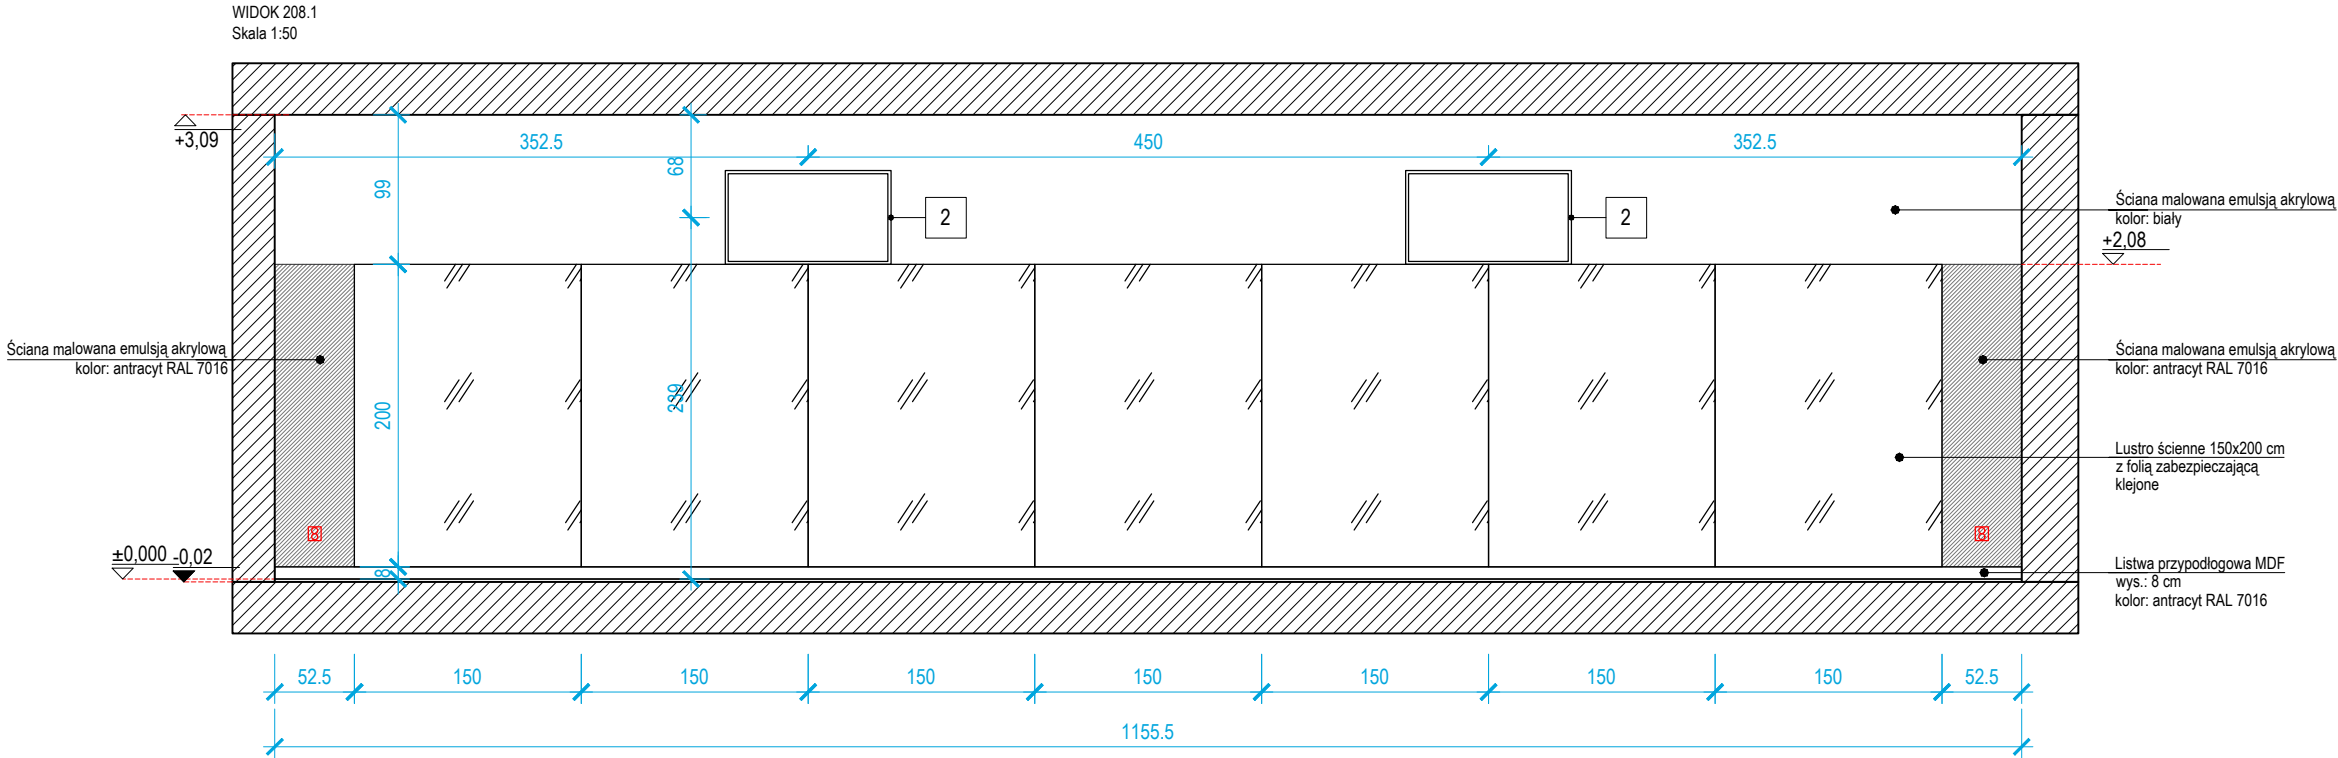 WIDOK 208.1
Skala 1:50
+3,09
352.5
450
352.5
99
68
2
2
Ściana malowana emulsją akrylową
kolor: biały
+2,08
Ściana malowana emulsją akrylową
kolor: antracyt RAL 7016
200
239
Ściana malowana emulsją akrylową
kolor: antracyt RAL 7016
Lustro ścienne 150x200 cm
z folią zabezpieczającą
klejone
8
8
±0,000
-0,02
8
Listwa przypodłogowa MDF
wys.: 8 cm
kolor: antracyt RAL 7016
52.5
150
150
150
150
150
150
150
52.5
1155.5